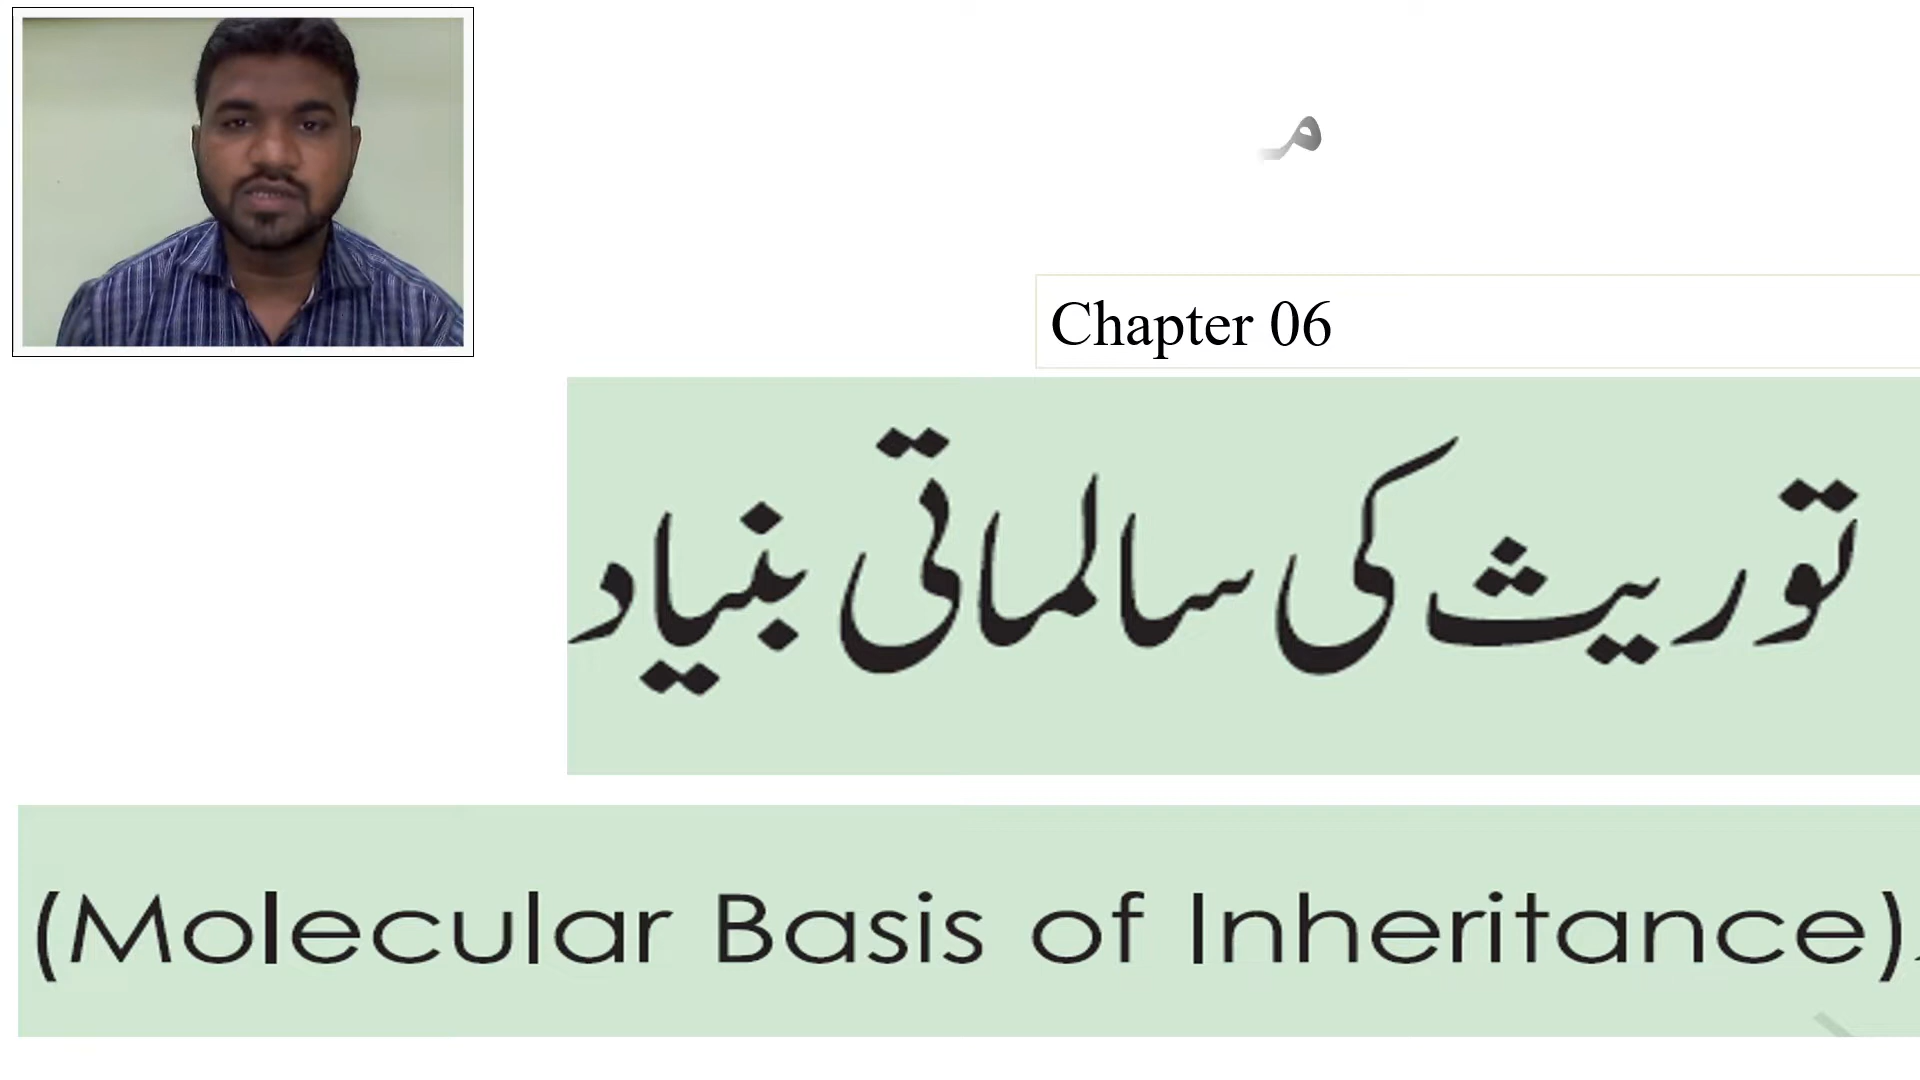 Chapter 06
توریث کی سالماتی بنیاد
(Molecular Basis of Inheritance)